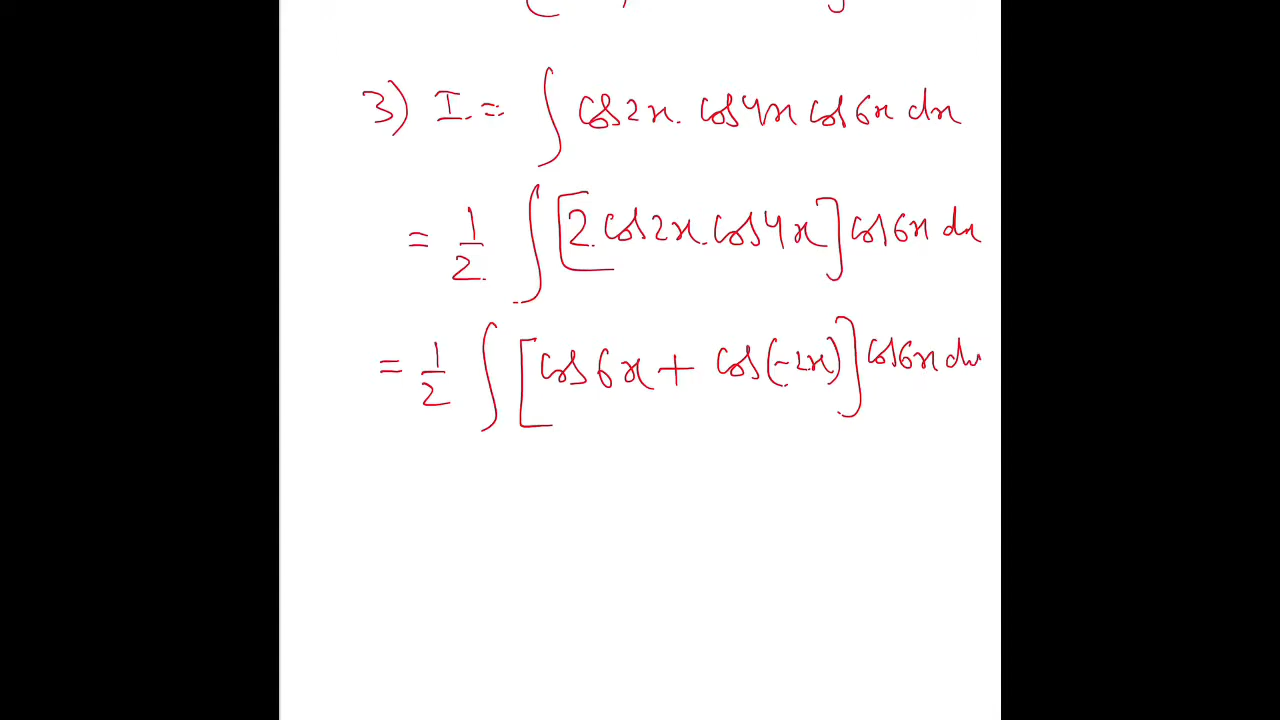 3) I = ∫ cos2x. cos4x cos6x dx
= 1/2 ∫ [2.cos2x.cos4x] cos6x dx
= 1/2 ∫ [cos6x + cos(-2x)] cos6x dx